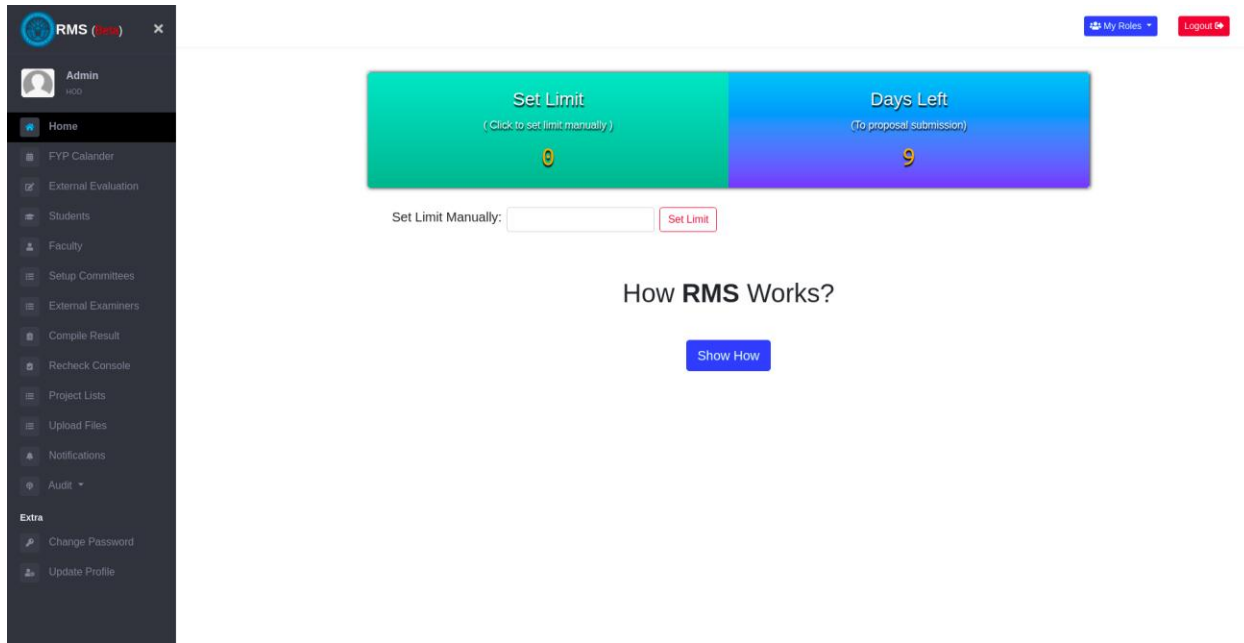 RMS (Beta) ×
My Roles
Logout
Admin
HOD
Home
FYP Calander
External Evaluation
Students
Faculty
Setup Committees
External Examiners
Compile Result
Recheck Console
Project Lists
Upload Files
Notifications
Audit
Extra
Change Password
Update Profile
Set Limit
( Click to set limit manually )
0
Days Left
(To proposal submission)
9
Set Limit Manually:
Set Limit
How RMS Works?
Show How